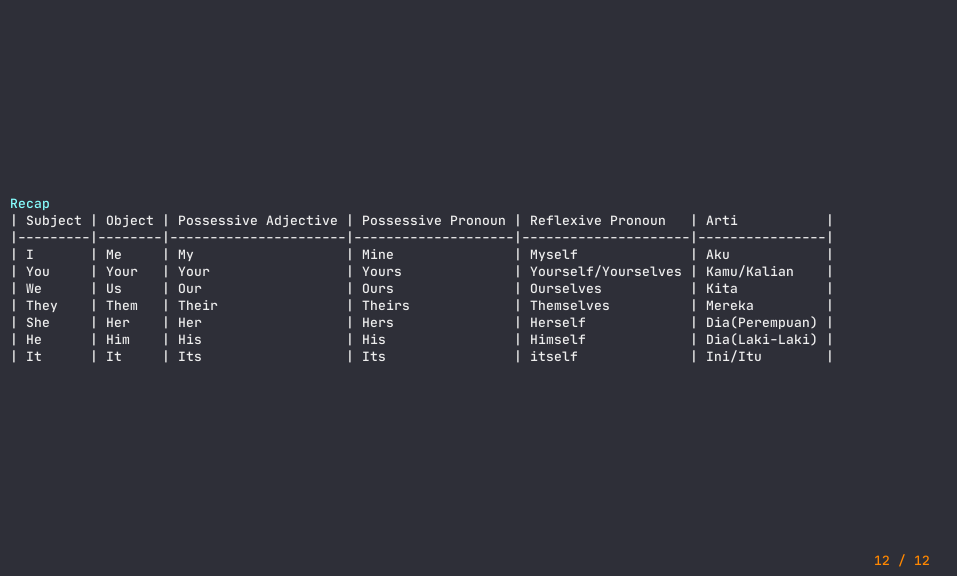 Recap
| Subject | Object | Possessive Adjective | Possessive Pronoun | Reflexive Pronoun   | Arti           |
|---------|--------|----------------------|--------------------|---------------------|----------------|
| I       | Me     | My                   | Mine               | Myself              | Aku            |
| You     | Your   | Your                 | Yours              | Yourself/Yourselves | Kamu/Kalian    |
| We      | Us     | Our                  | Ours               | Ourselves           | Kita           |
| They    | Them   | Their                | Theirs             | Themselves          | Mereka         |
| She     | Her    | Her                  | Hers               | Herself             | Dia(Perempuan) |
| He      | Him    | His                  | His                | Himself             | Dia(Laki-Laki) |
| It      | It     | Its                  | Its                | itself              | Ini/Itu        |
12 / 12